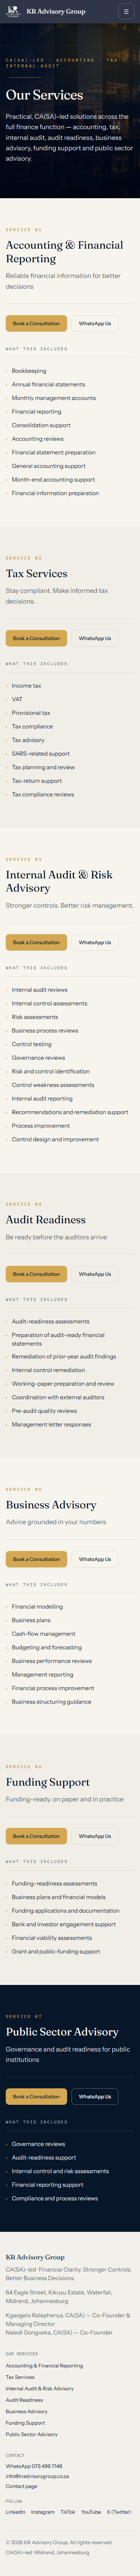 KR Advisory Group
CA(SA)-LED · ACCOUNTING · TAX ·
INTERNAL AUDIT
Our Services
Practical, CA(SA)-led solutions across the
full finance function — accounting, tax,
internal audit, audit readiness, business
advisory, funding support and public sector
advisory.
SERVICE 01
Accounting & Financial
Reporting
Reliable financial information for better
decisions
Book a Consultation
WhatsApp Us
WHAT THIS INCLUDES
Bookkeeping
Annual financial statements
Monthly management accounts
Financial reporting
Consolidation support
Accounting reviews
Financial statement preparation
General accounting support
Month-end accounting support
Financial information preparation
SERVICE 02
Tax Services
Stay compliant. Make informed tax
decisions.
Book a Consultation
WhatsApp Us
WHAT THIS INCLUDES
Income tax
VAT
Provisional tax
Tax compliance
Tax advisory
SARS-related support
Tax planning and review
Tax-return support
Tax compliance reviews
SERVICE 03
Internal Audit & Risk
Advisory
Stronger controls. Better risk management.
Book a Consultation
WhatsApp Us
WHAT THIS INCLUDES
Internal audit reviews
Internal control assessments
Risk assessments
Business process reviews
Control testing
Governance reviews
Risk and control identification
Control weakness assessments
Internal audit reporting
Recommendations and remediation support
Process improvement
Control design and improvement
SERVICE 04
Audit Readiness
Be ready before the auditors arrive
Book a Consultation
WhatsApp Us
WHAT THIS INCLUDES
Audit-readiness assessments
Preparation of audit-ready financial
statements
Remediation of prior-year audit findings
Internal control remediation
Working-paper preparation and review
Coordination with external auditors
Pre-audit quality reviews
Management letter responses
SERVICE 05
Business Advisory
Advice grounded in your numbers
Book a Consultation
WhatsApp Us
WHAT THIS INCLUDES
Financial modelling
Business plans
Cash-flow management
Budgeting and forecasting
Business performance reviews
Management reporting
Financial process improvement
Business structuring guidance
SERVICE 06
Funding Support
Funding-ready, on paper and in practice
Book a Consultation
WhatsApp Us
WHAT THIS INCLUDES
Funding-readiness assessments
Business plans and financial models
Funding applications and documentation
Bank and investor engagement support
Financial viability assessments
Grant and public-funding support
SERVICE 07
Public Sector Advisory
Governance and audit readiness for public
institutions
Book a Consultation
WhatsApp Us
WHAT THIS INCLUDES
Governance reviews
Audit-readiness support
Internal control and risk assessments
Financial reporting support
Compliance and process reviews
KR Advisory Group
CA(SA)-led · Financial Clarity. Stronger Controls.
Better Business Decisions.
64 Eagle Street, Kikuyu Estate, Waterfall,
Midrand, Johannesburg
Kgaogelo Ralephenya, CA(SA) — Co-Founder &
Managing Director
Naledi Gongxeka, CA(SA) — Co-Founder
OUR SERVICES
Accounting & Financial Reporting
Tax Services
Internal Audit & Risk Advisory
Audit Readiness
Business Advisory
Funding Support
Public Sector Advisory
CONTACT
WhatsApp 073 499 7148
info@kradvisorygroup.co.za
Contact page
FOLLOW
LinkedIn Instagram TikTok YouTube X (Twitter)
© 2026 KR Advisory Group. All rights reserved.
CA(SA)-led · Midrand, Johannesburg